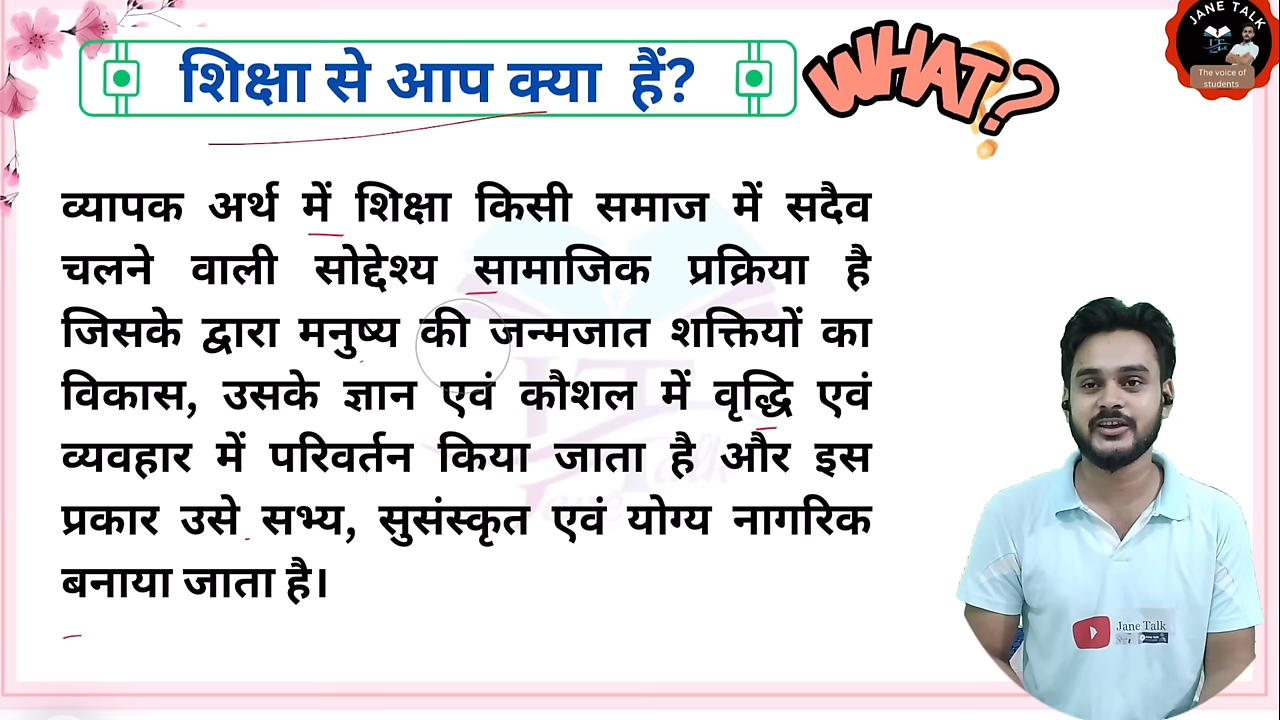 शिक्षा से आप क्या हैं?
WHAT?
JANE TALK
The voice of
students
व्यापक अर्थ में शिक्षा किसी समाज में सदैव
चलने वाली सोद्देश्य सामाजिक प्रक्रिया है
जिसके द्वारा मनुष्य की जन्मजात शक्तियों का
विकास, उसके ज्ञान एवं कौशल में वृद्धि एवं
व्यवहार में परिवर्तन किया जाता है और इस
प्रकार उसे सभ्य, सुसंस्कृत एवं योग्य नागरिक
बनाया जाता है।
Jane Talk